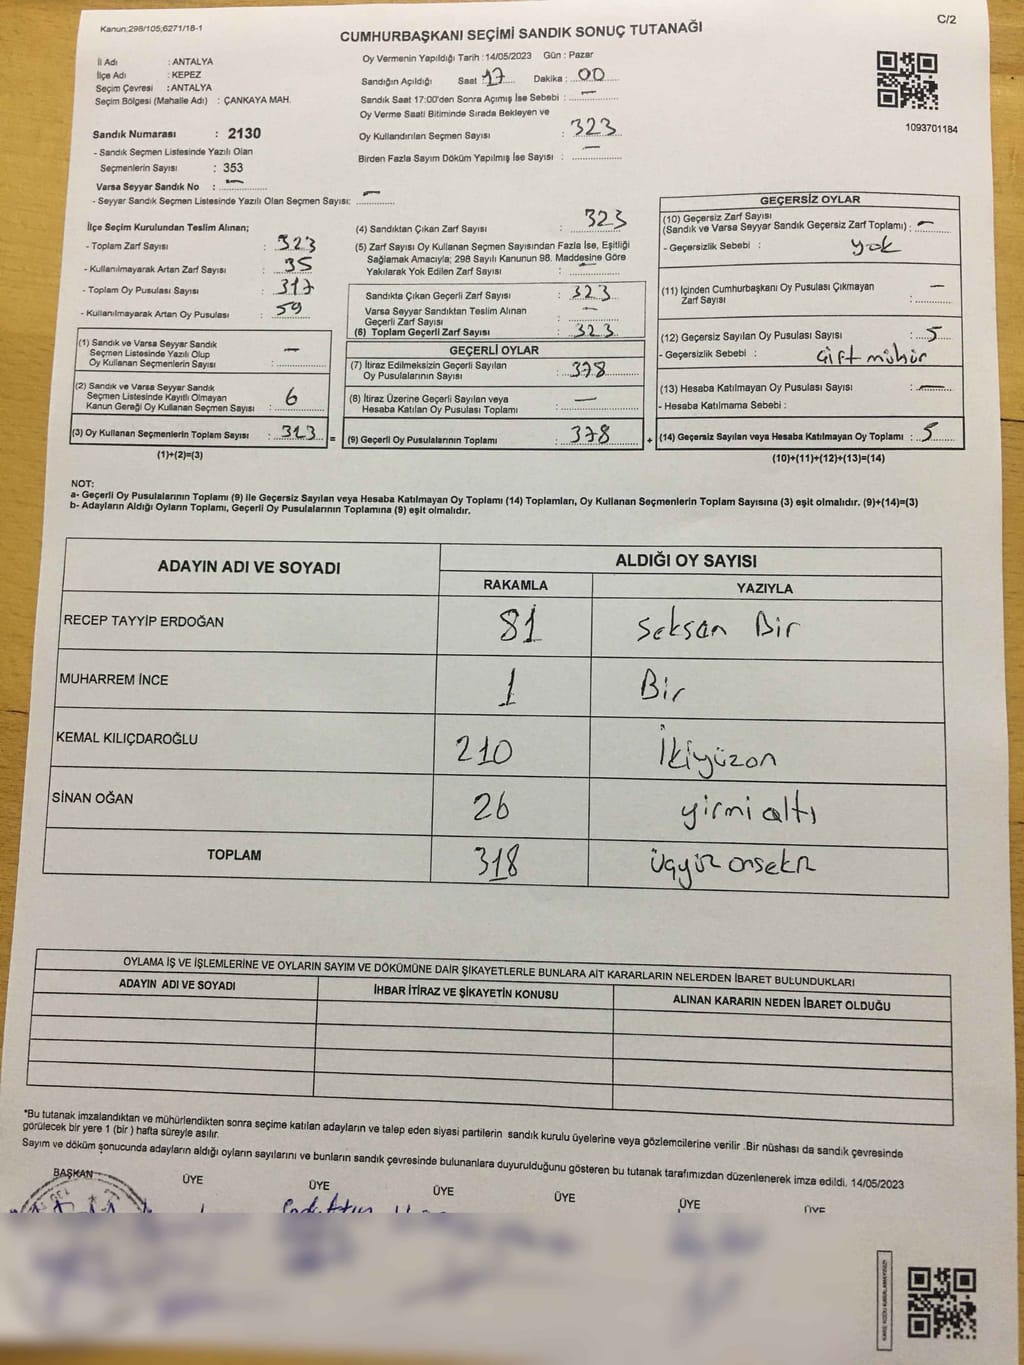 Kanun:298/105;6271/18-1
C/2
CUMHURBAŞKANI SEÇİMİ SANDIK SONUÇ TUTANAĞI
İl Adı : ANTALYA
İlçe Adı : KEPEZ
Seçim Çevresi : ANTALYA
Seçim Bölgesi (Mahalle Adı) : ÇANKAYA MAH.
Sandık Numarası : 2130
- Sandık Seçmen Listesinde Yazılı Olan
Seçmenlerin Sayısı : 353
Varsa Seyyar Sandık No : —
- Seyyar Sandık Seçmen Listesinde Yazılı Olan Seçmen Sayısı: —
Oy Vermenin Yapıldığı Tarih :14/05/2023 Gün : Pazar
Sandığın Açıldığı Saat 17 Dakika : 00
Sandık Saat 17:00'den Sonra Açımış İse Sebebi : —
Oy Verme Saati Bitiminde Sırada Bekleyen ve
Oy Kullandırılan Seçmen Sayısı : 323
Birden Fazla Sayım Döküm Yapılmış İse Sayısı : —
1093701184
İlçe Seçim Kurulundan Teslim Alınan;
- Toplam Zarf Sayısı : 323
- Kullanılmayarak Artan Zarf Sayısı : 35
- Toplam Oy Pusulası Sayısı : 317
- Kullanılmayarak Artan Oy Pusulası : 59
(1) Sandık ve Varsa Seyyar Sandık
Seçmen Listesinde Yazılı Olup
Oy Kullanan Seçmenlerin Sayısı : —
(2) Sandık ve Varsa Seyyar Sandık
Seçmen Listesinde Kayıtlı Olmayan
Kanun Gereği Oy Kullanan Seçmen Sayısı : 6
(3) Oy Kullanan Seçmenlerin Toplam Sayısı : 323 =
(1)+(2)=(3)
(4) Sandıktan Çıkan Zarf Sayısı : 323
(5) Zarf Sayısı Oy Kullanan Seçmen Sayısından Fazla İse, Eşitliği
Sağlamak Amacıyla; 298 Sayılı Kanunun 98. Maddesine Göre
Yakılarak Yok Edilen Zarf Sayısı : —
Sandıkta Çıkan Geçerli Zarf Sayısı : 323
Varsa Seyyar Sandıktan Teslim Alınan
Geçerli Zarf Sayısı : —
(6) Toplam Geçerli Zarf Sayısı : 323
GEÇERLİ OYLAR
(7) İtiraz Edilmeksizin Geçerli Sayılan
Oy Pusulalarının Sayısı : 378
(8) İtiraz Üzerine Geçerli Sayılan veya
Hesaba Katılan Oy Pusulaları Toplamı : —
(9) Geçerli Oy Pusulalarının Toplamı : 378 +
GEÇERSİZ OYLAR
(10) Geçersiz Zarf Sayısı
(Sandık ve Varsa Seyyar Sandık Geçersiz Zarf Toplamı) : —
- Geçersizlik Sebebi : yok
(11) İçinden Cumhurbaşkanı Oy Pusulası Çıkmayan
Zarf Sayısı : —
(12) Geçersiz Sayılan Oy Pusulası Sayısı : 5
- Geçersizlik Sebebi : Çift mühür
(13) Hesaba Katılmayan Oy Pusulası Sayısı : —
- Hesaba Katılmama Sebebi :
(14) Geçersiz Sayılan veya Hesaba Katılmayan Oy Toplamı : 5
(10)+(11)+(12)+(13)=(14)
NOT:
a- Geçerli Oy Pusulalarının Toplamı (9) ile Geçersiz Sayılan veya Hesaba Katılmayan Oy Toplamı (14) Toplamları, Oy Kullanan Seçmenlerin Toplam Sayısına (3) eşit olmalıdır. (9)+(14)=(3)
b- Adayların Aldığı Oyların Toplamı, Geçerli Oy Pusulalarının Toplamına (9) eşit olmalıdır.
ADAYIN ADI VE SOYADI
ALDIĞI OY SAYISI
RAKAMLA YAZIYLA
RECEP TAYYİP ERDOĞAN 81 Seksan Bir
MUHARREM İNCE 1 Bir
KEMAL KILIÇDAROĞLU 210 İkiyüzon
SİNAN OĞAN 26 yirmi altı
TOPLAM 318 Üçyüz onsekz
OYLAMA İŞ VE İŞLEMLERİNE VE OYLARIN SAYIM VE DÖKÜMÜNE DAİR ŞİKAYETLERLE BUNLARA AİT KARARLARIN NELERDEN İBARET BULUNDUKLARI
ADAYIN ADI VE SOYADI İHBAR İTİRAZ VE ŞİKAYETİN KONUSU ALINAN KARARIN NEDEN İBARET OLDUĞU
*Bu tutanak imzalandıktan ve mühürlendikten sonra seçime katılan adayların ve talep eden siyasi partilerin sandık kurulu üyelerine veya gözlemcilerine verilir .Bir nüshası da sandık çevresinde
görülecek bir yere 1 (bir ) hafta süreyle asılır.
Sayım ve döküm sonucunda adayların aldığı oyların sayılarını ve bunların sandık çevresinde bulunanlara duyurulduğunu gösteren bu tutanak tarafımızdan düzenlenerek imza edildi. 14/05/2023
BAŞKAN ÜYE ÜYE ÜYE ÜYE ÜYE ÜYE